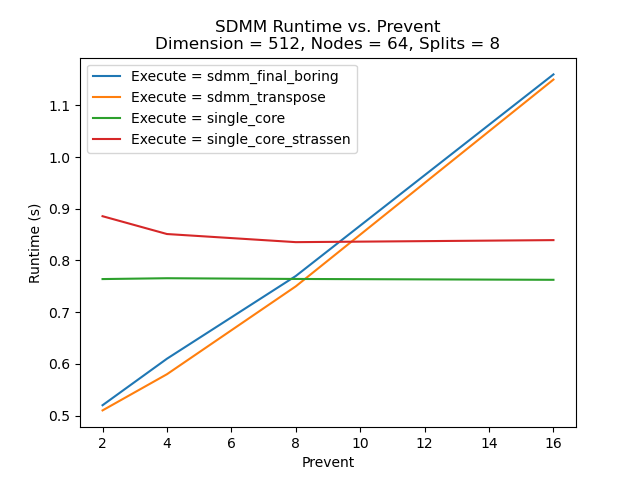 SDMM Runtime vs. Prevent
Dimension = 512, Nodes = 64, Splits = 8
Execute = sdmm_final_boring
Execute = sdmm_transpose
Execute = single_core
Execute = single_core_strassen
Runtime (s)
1.1
1.0
0.9
0.8
0.7
0.6
0.5
2
4
6
8
10
12
14
16
Prevent